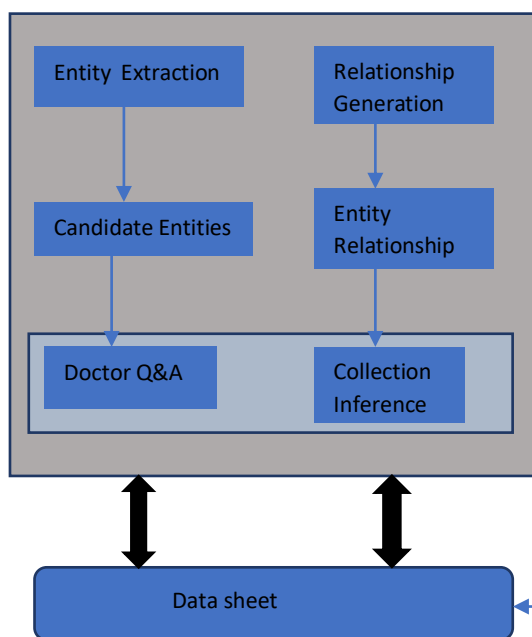 Entity Extraction
Relationship
Generation
Candidate Entities
Entity
Relationship
Doctor Q&A
Collection
Inference
Data sheet